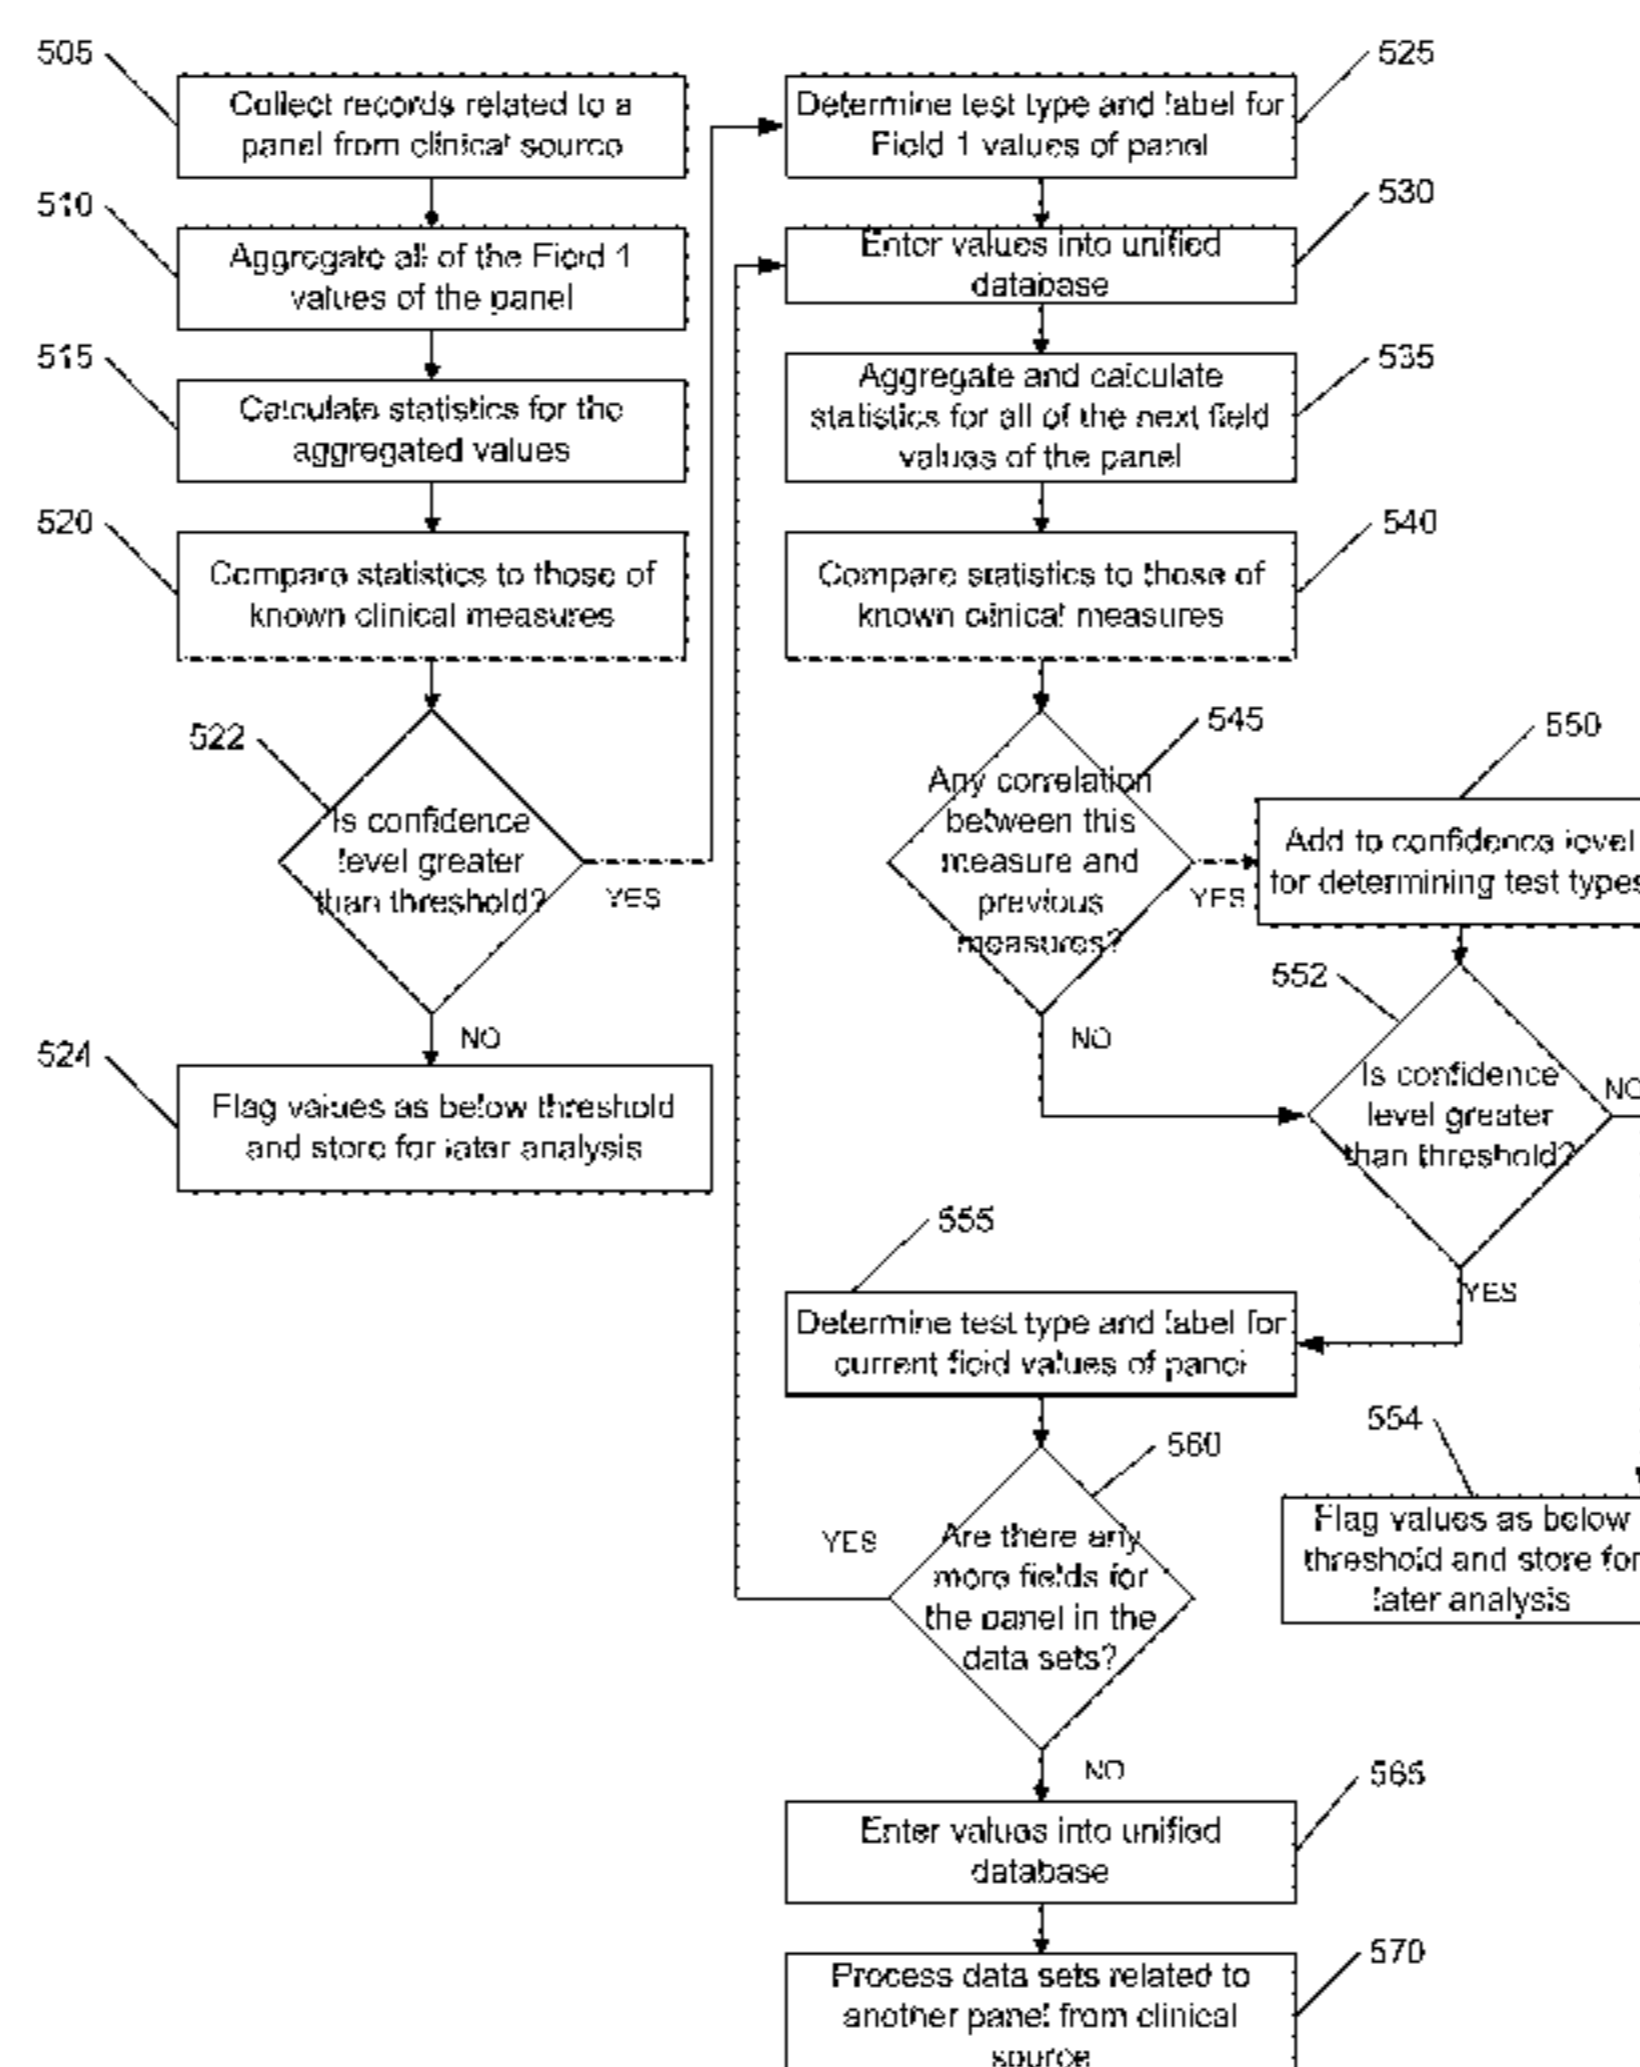 505
Collect records related to a
panel from clinical source
510
Aggregate all of the Field 1
values of the panel
515
Calculate statistics for the
aggregated values
520
Compare statistics to those of
known clinical measures
522
Is confidence
level greater
than threshold?
YES
NO
524
Flag values as below threshold
and store for later analysis
525
Determine test type and label for
Field 1 values of panel
530
Enter values into unified
database
535
Aggregate and calculate
statistics for all of the next field
values of the panel
540
Compare statistics to those of
known clinical measures
545
Any correlation
between this
measure and
previous
measures?
YES
NO
550
Add to confidence level
for determining test types
552
Is confidence
level greater
than threshold?
NO
YES
555
Determine test type and label for
current field values of panel
554
Flag values as below
threshold and store for
later analysis
560
Are there any
more fields for
the panel in the
data sets?
YES
NO
565
Enter values into unified
database
570
Process data sets related to
another panel from clinical
source